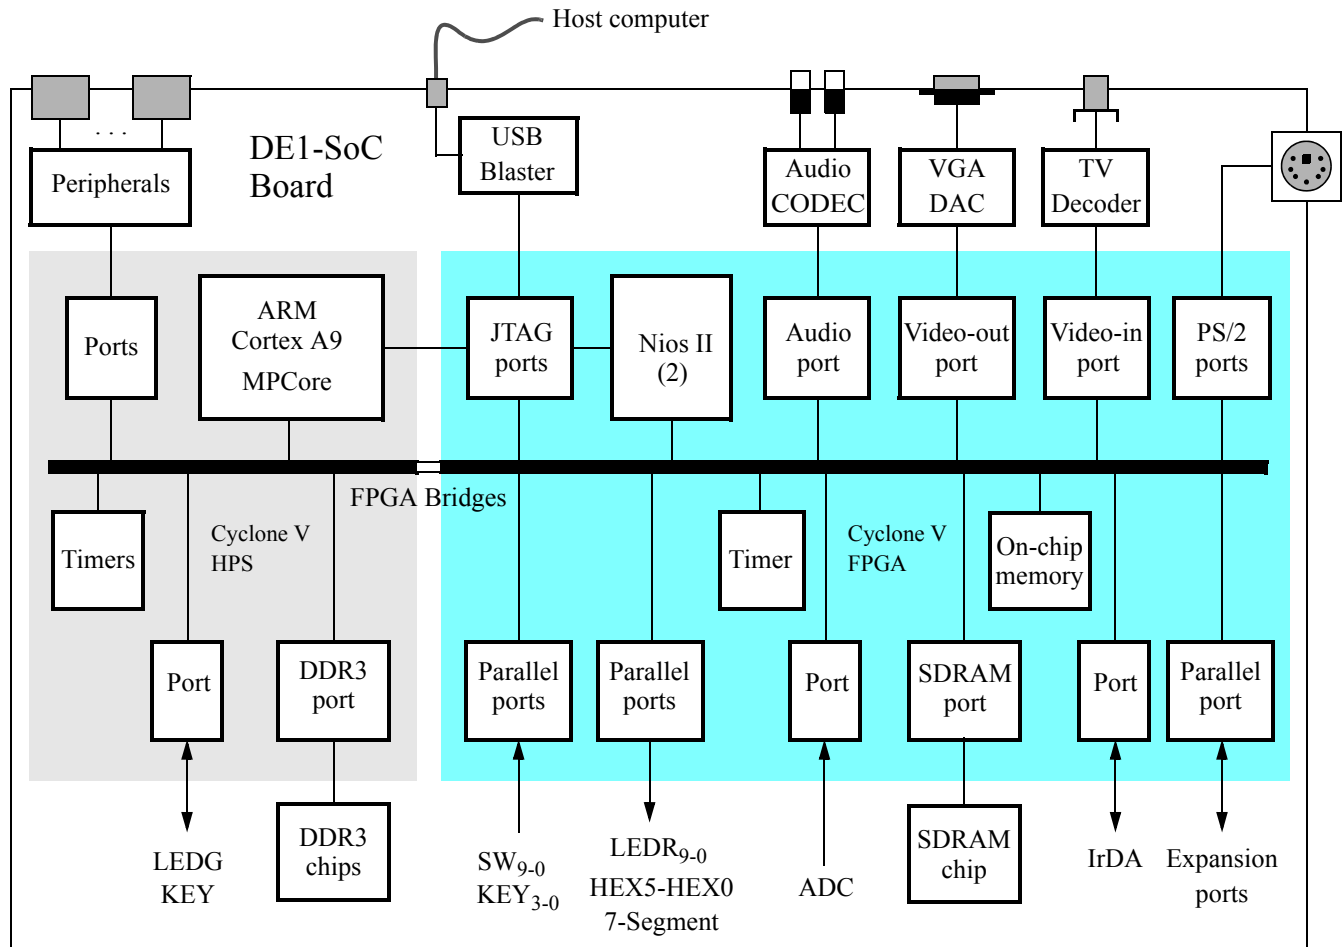 Host computer
DE1-SoC
Board
. . .
Peripherals
USB
Blaster
Audio
CODEC
VGA
DAC
TV
Decoder
Ports
ARM
Cortex A9
MPCore
JTAG
ports
Nios II
(2)
Audio
port
Video-out
port
Video-in
port
PS/2
ports
FPGA Bridges
Timers
Cyclone V
HPS
Timer
Cyclone V
FPGA
On-chip
memory
Port
DDR3
port
Parallel
ports
Parallel
ports
Port
SDRAM
port
Port
Parallel
port
LEDG
KEY
DDR3
chips
SW9-0
KEY3-0
LEDR9-0
HEX5-HEX0
7-Segment
ADC
SDRAM
chip
IrDA
Expansion
ports